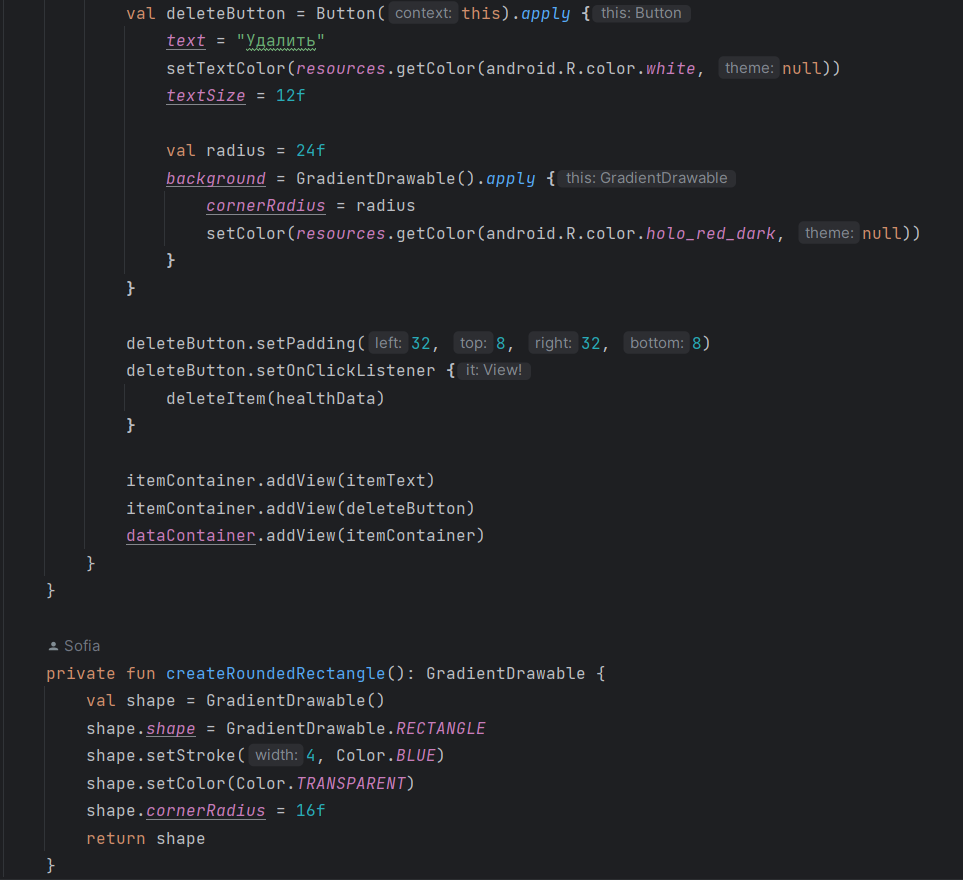 val deleteButton = Button( context: this).apply { this: Button
text = "Удалить"
setTextColor(resources.getColor(android.R.color.white, theme: null))
textSize = 12f
val radius = 24f
background = GradientDrawable().apply { this: GradientDrawable
cornerRadius = radius
setColor(resources.getColor(android.R.color.holo_red_dark, theme: null))
}
}
deleteButton.setPadding( left: 32, top: 8, right: 32, bottom: 8)
deleteButton.setOnClickListener { it: View!
deleteItem(healthData)
}
itemContainer.addView(itemText)
itemContainer.addView(deleteButton)
dataContainer.addView(itemContainer)
}
}
Sofia
private fun createRoundedRectangle(): GradientDrawable {
val shape = GradientDrawable()
shape.shape = GradientDrawable.RECTANGLE
shape.setStroke( width: 4, Color.BLUE)
shape.setColor(Color.TRANSPARENT)
shape.cornerRadius = 16f
return shape
}